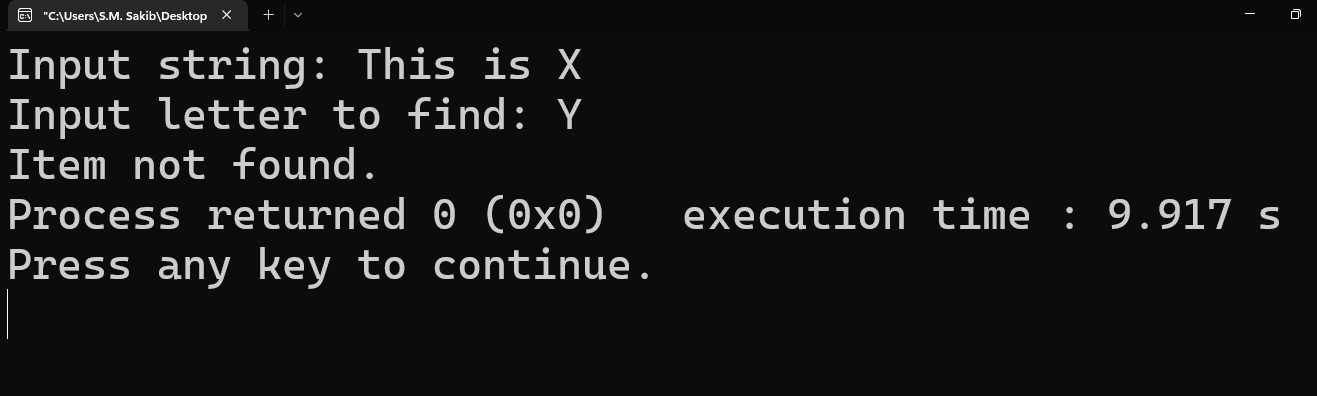 "C:\Users\S.M. Sakib\Desktop
Input string: This is X
Input letter to find: Y
Item not found.
Process returned 0 (0x0)   execution time : 9.917 s
Press any key to continue.